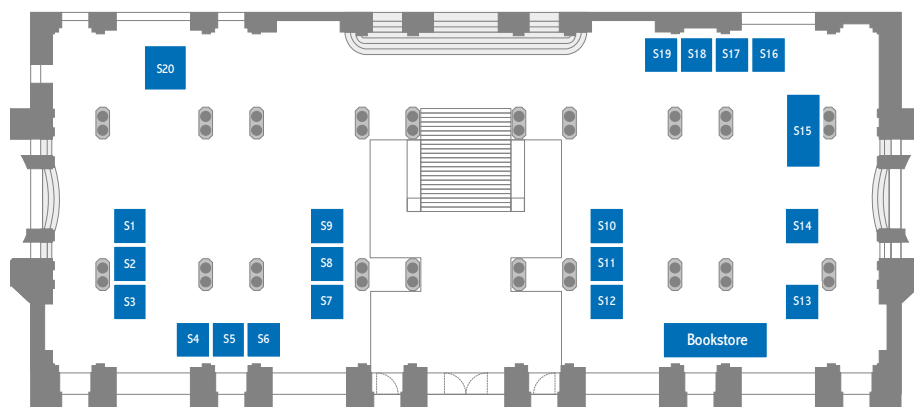 S20
S19 S18 S17 S16
S15
S1
S9
S10
S14
S2
S8
S11
S3
S7
S12
S13
S4 S5 S6
Bookstore